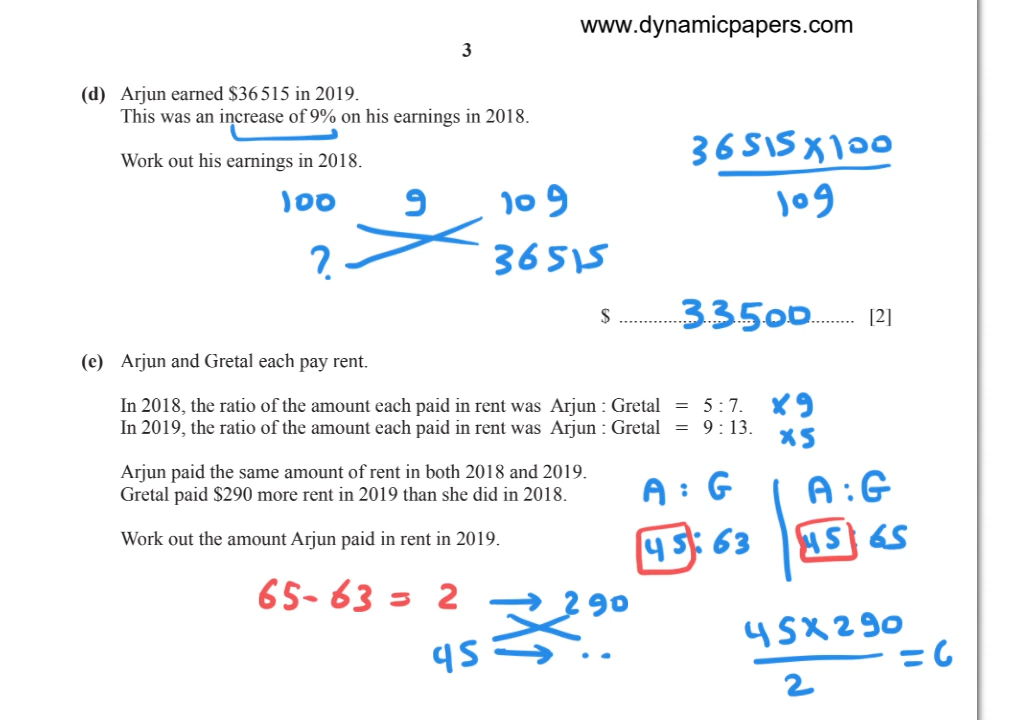 www.dynamicpapers.com
3
(d) Arjun earned $36 515 in 2019.
This was an increase of 9% on his earnings in 2018.
36515×100
Work out his earnings in 2018.
109
100 9 109
? 36515
$ .................33500......... [2]
(e) Arjun and Gretal each pay rent.
In 2018, the ratio of the amount each paid in rent was Arjun : Gretal = 5 : 7. ×9
In 2019, the ratio of the amount each paid in rent was Arjun : Gretal = 9 : 13. ×5
Arjun paid the same amount of rent in both 2018 and 2019.
Gretal paid $290 more rent in 2019 than she did in 2018.
A : G A : G
Work out the amount Arjun paid in rent in 2019.
45 : 63 45 : 65
65 - 63 = 2 → 290
45 → ..
45×290
2
= 6